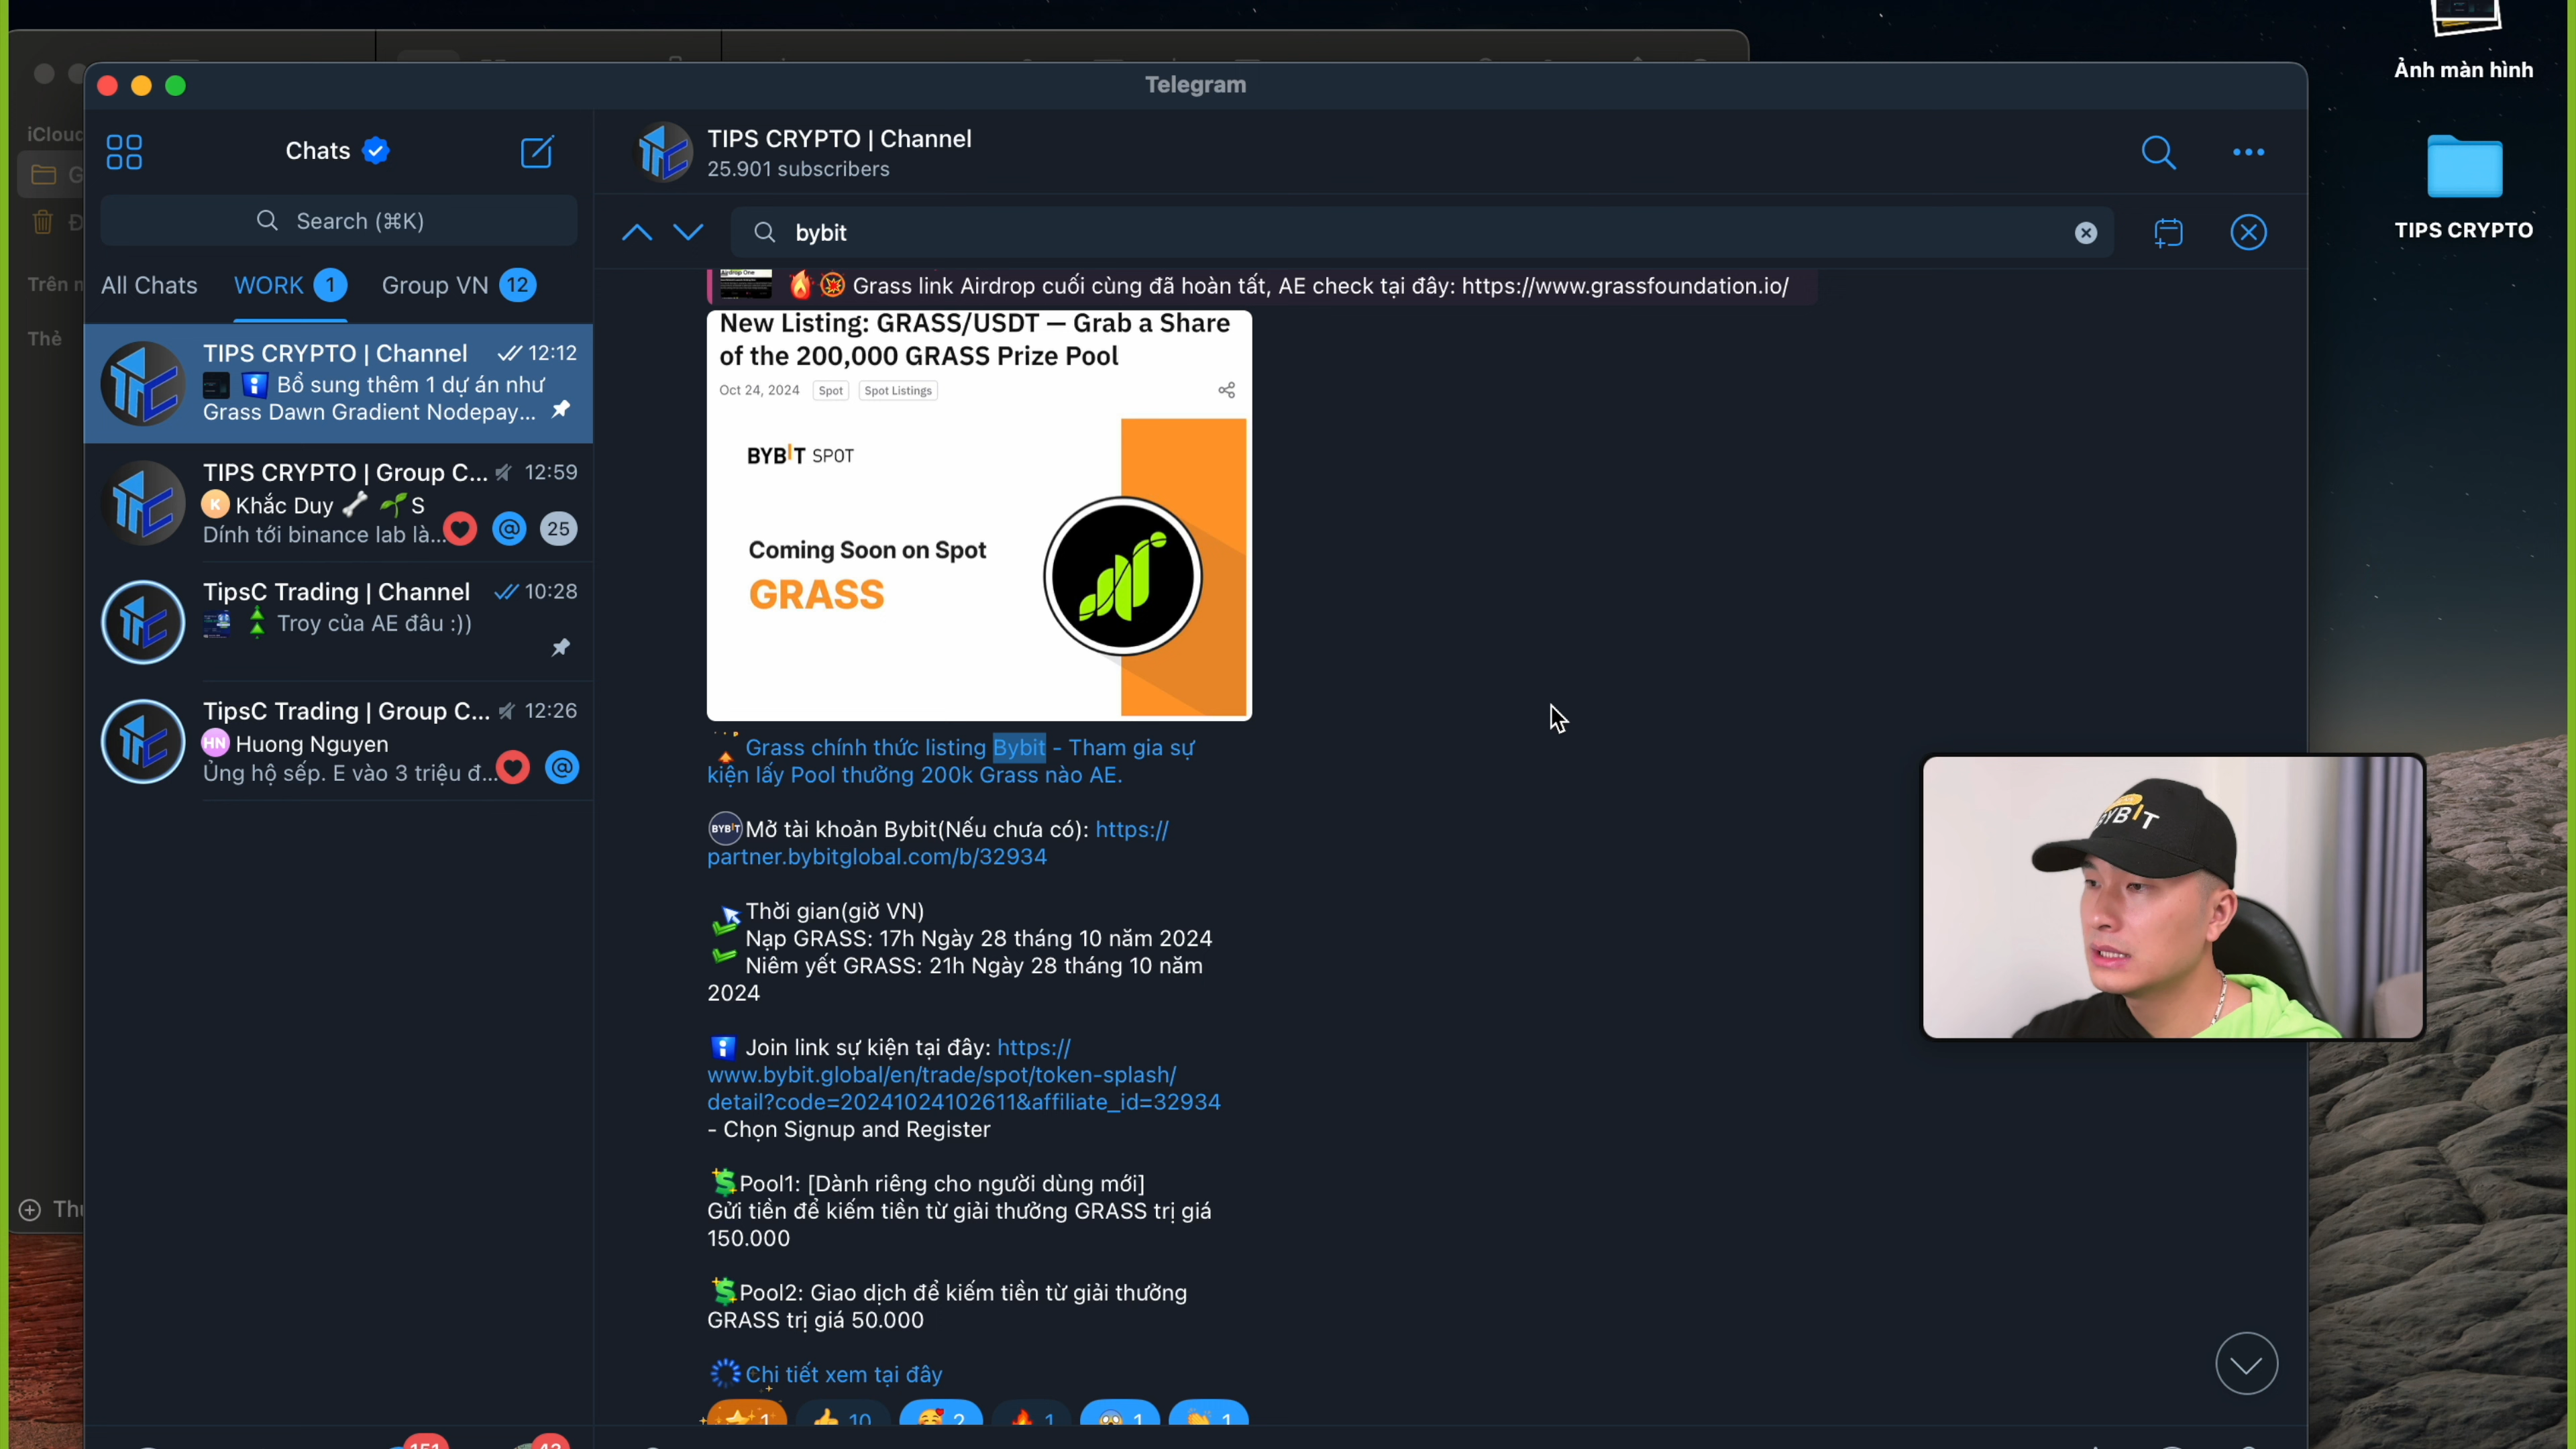 Ảnh màn hình
TIPS CRYPTO
iCloud
Trên m
Thẻ
Telegram
Chats
Search (⌘K)
All Chats
WORK 1
Group VN 12
TIPS CRYPTO | Channel 12:12
Bổ sung thêm 1 dự án như
Grass Dawn Gradient Nodepay...
TIPS CRYPTO | Group C... 12:59
K Khắc Duy S
Dính tới binance lab là... @ 25
TipsC Trading | Channel 10:28
Troy của AE đâu :))
TipsC Trading | Group C... 12:26
HN Huong Nguyen
Ủng hộ sếp. E vào 3 triệu đ... @
TIPS CRYPTO | Channel
25.901 subscribers
bybit
Grass link Airdrop cuối cùng đã hoàn tất, AE check tại đây: https://www.grassfoundation.io/
New Listing: GRASS/USDT — Grab a Share
of the 200,000 GRASS Prize Pool
Oct 24, 2024 Spot Spot Listings
BYBIT SPOT
Coming Soon on Spot
GRASS
Grass chính thức listing Bybit - Tham gia sự
kiện lấy Pool thưởng 200k Grass nào AE.
BYBIT Mở tài khoản Bybit(Nếu chưa có): https://
partner.bybitglobal.com/b/32934
Thời gian(giờ VN)
Nạp GRASS: 17h Ngày 28 tháng 10 năm 2024
Niêm yết GRASS: 21h Ngày 28 tháng 10 năm
2024
Join link sự kiện tại đây: https://
www.bybit.global/en/trade/spot/token-splash/
detail?code=20241024102611&affiliate_id=32934
- Chọn Signup and Register
Pool1: [Dành riêng cho người dùng mới]
Gửi tiền để kiếm tiền từ giải thưởng GRASS trị giá
150.000
Pool2: Giao dịch để kiếm tiền từ giải thưởng
GRASS trị giá 50.000
Chi tiết xem tại đây
1 10 2 1 1 1
BYBIT